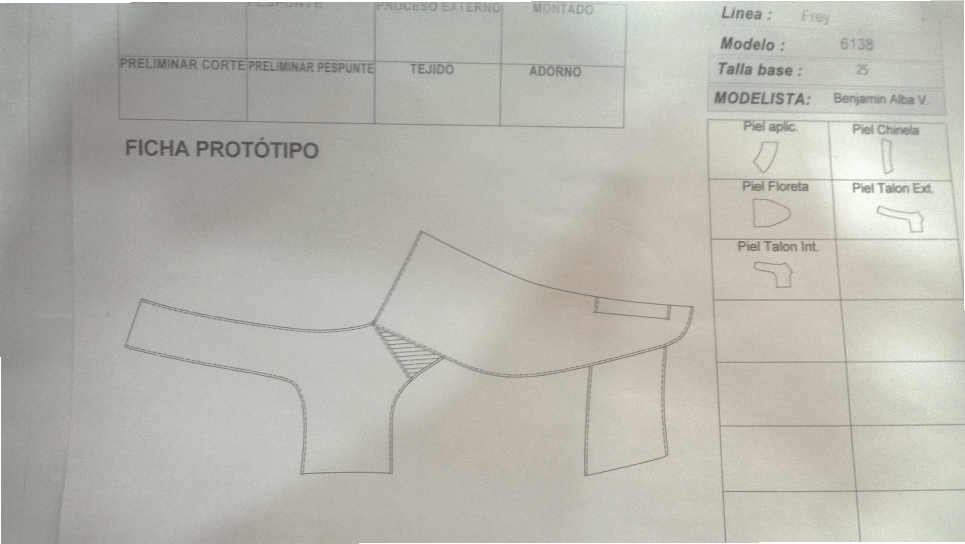 PESPUNTE
PROCESO EXTERNO
MONTADO
PRELIMINAR CORTE
PRELIMINAR PESPUNTE
TEJIDO
ADORNO
FICHA PROTÓTIPO
Línea : Frey
Modelo : 6138
Talla base : 25
MODELISTA: Benjamin Alba V.
Piel aplic.
Piel Chinela
Piel Floreta
Piel Talon Ext.
Piel Talon Int.